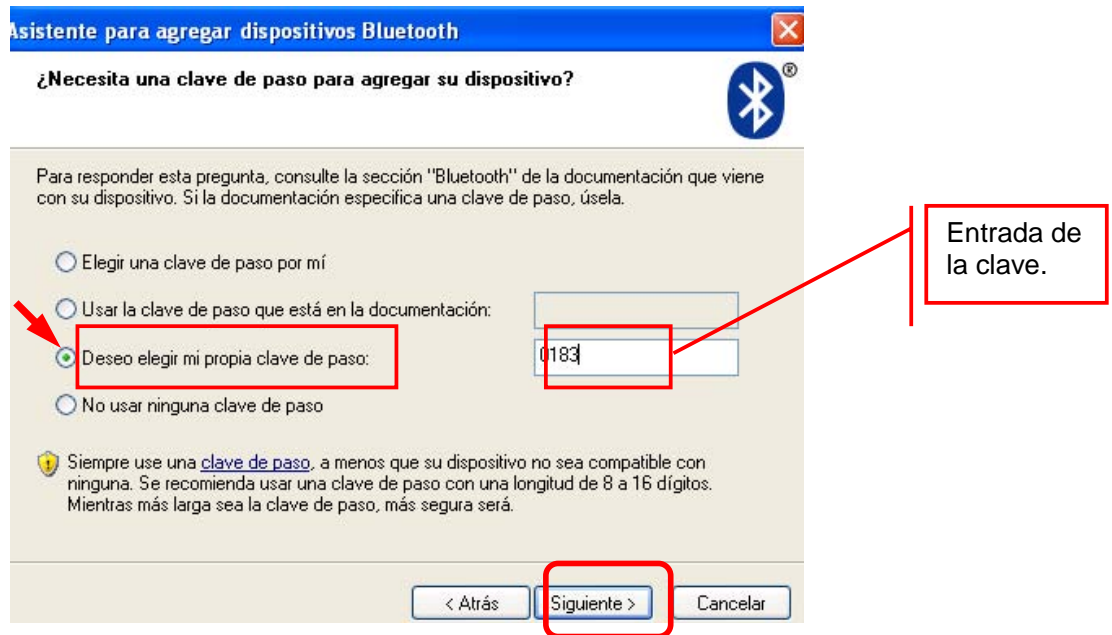 Asistente para agregar dispositivos Bluetooth
¿Necesita una clave de paso para agregar su dispositivo?
®
Para responder esta pregunta, consulte la sección "Bluetooth" de la documentación que viene
con su dispositivo. Si la documentación especifica una clave de paso, úsela.
Elegir una clave de paso por mí
Usar la clave de paso que está en la documentación:
Deseo elegir mi propia clave de paso: 0183
No usar ninguna clave de paso
Siempre use una clave de paso, a menos que su dispositivo no sea compatible con
ninguna. Se recomienda usar una clave de paso con una longitud de 8 a 16 dígitos.
Mientras más larga sea la clave de paso, más segura será.
< Atrás Siguiente > Cancelar
Entrada de
la clave.